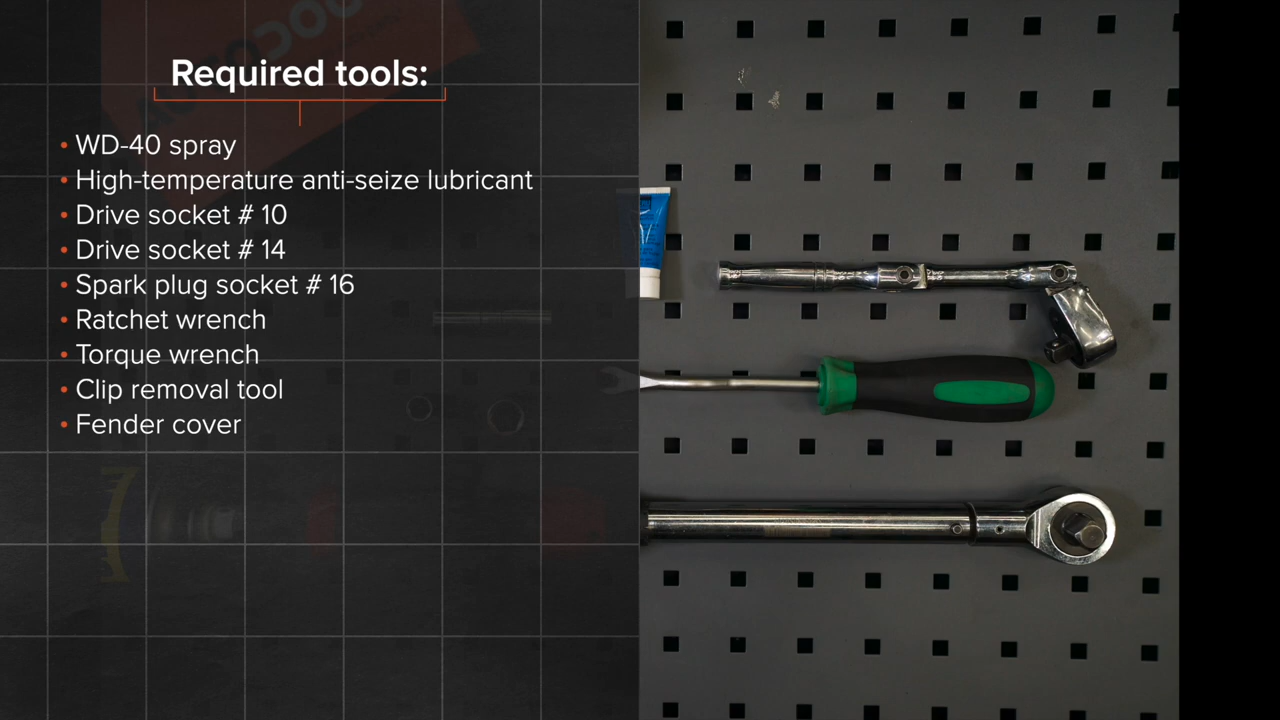 Required tools:
• WD-40 spray
• High-temperature anti-seize lubricant
• Drive socket # 10
• Drive socket # 14
• Spark plug socket # 16
• Ratchet wrench
• Torque wrench
• Clip removal tool
• Fender cover